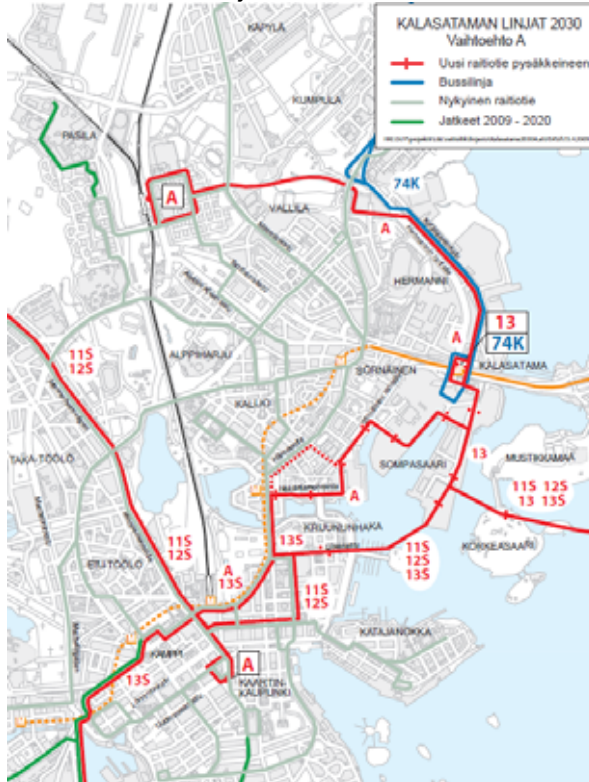 KALASATAMAN LINJAT 2030
Vaihtoehto A
Uusi raitiotie pysäkkeineen
Bussilinja
Nykyinen raitiotie
Jatkeet 2009 - 2020
KÄPYLÄ
KUMPULA
PASILA
74K
A
VALLILA
A
HERMANNI
13
74K
A
KALASATAMA
11S
12S
ALPPIHARJU
SÖRNÄINEN
KALLIO
TAKA-TÖÖLÖ
SOMPASAARI
13
MUSTIKKAMAA
11S 12S
13 13S
A
KORKEASAARI
KRUUNUNHAKA
13S
11S
12S
A
13S
11S
12S
13S
ETU-TÖÖLÖ
11S
12S
KATAJANOKKA
KAMPPI
13S
A
KAARTIN-
KAUPUNKI